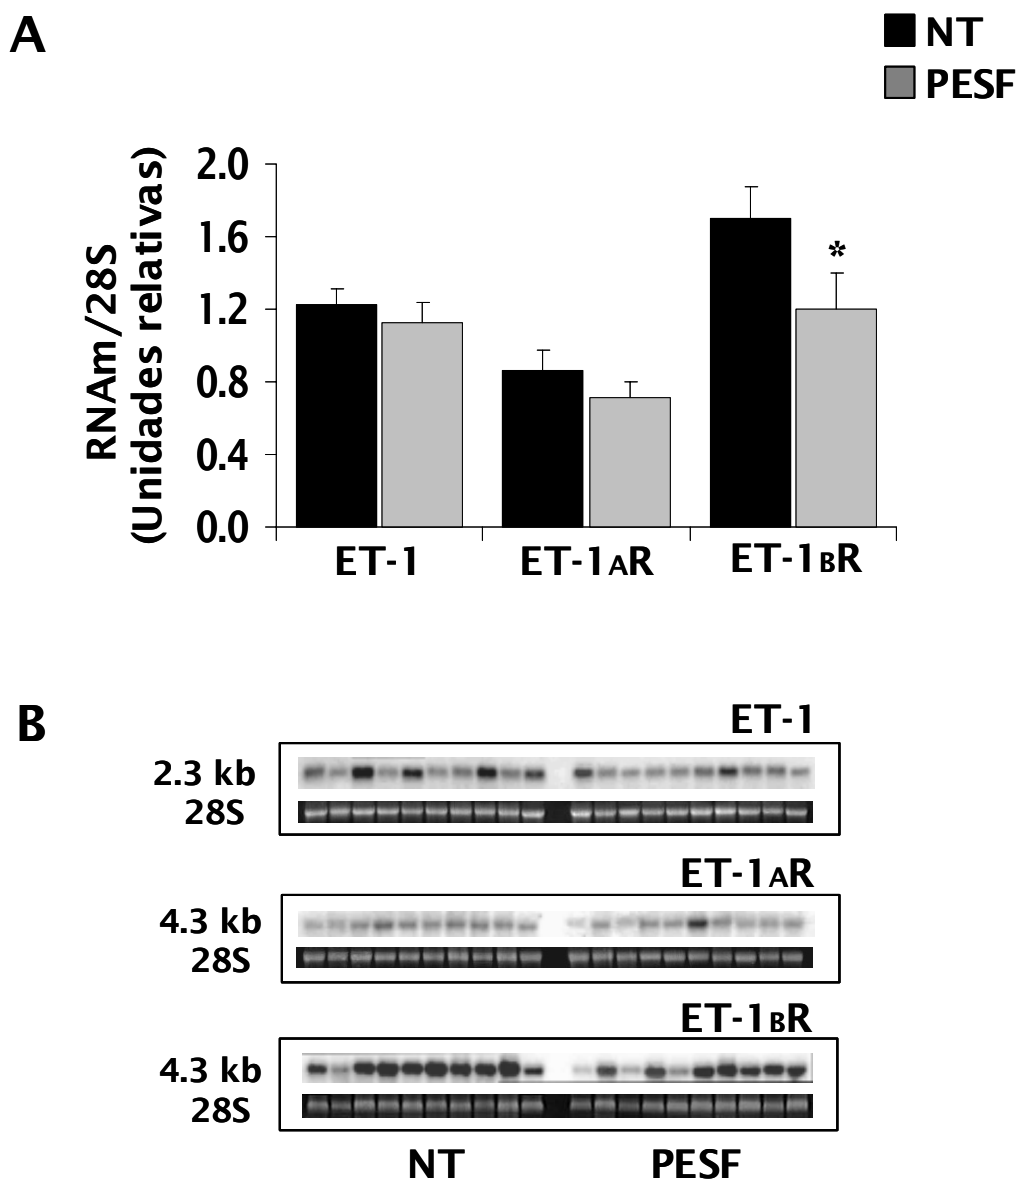 A
NT
PESF
RNAm/28S
(Unidades relativas)
2.0
1.6
1.2
0.8
0.4
0.0
*
ET-1
ET-1AR
ET-1BR
B
ET-1
2.3 kb
28S
ET-1AR
4.3 kb
28S
ET-1BR
4.3 kb
28S
NT
PESF